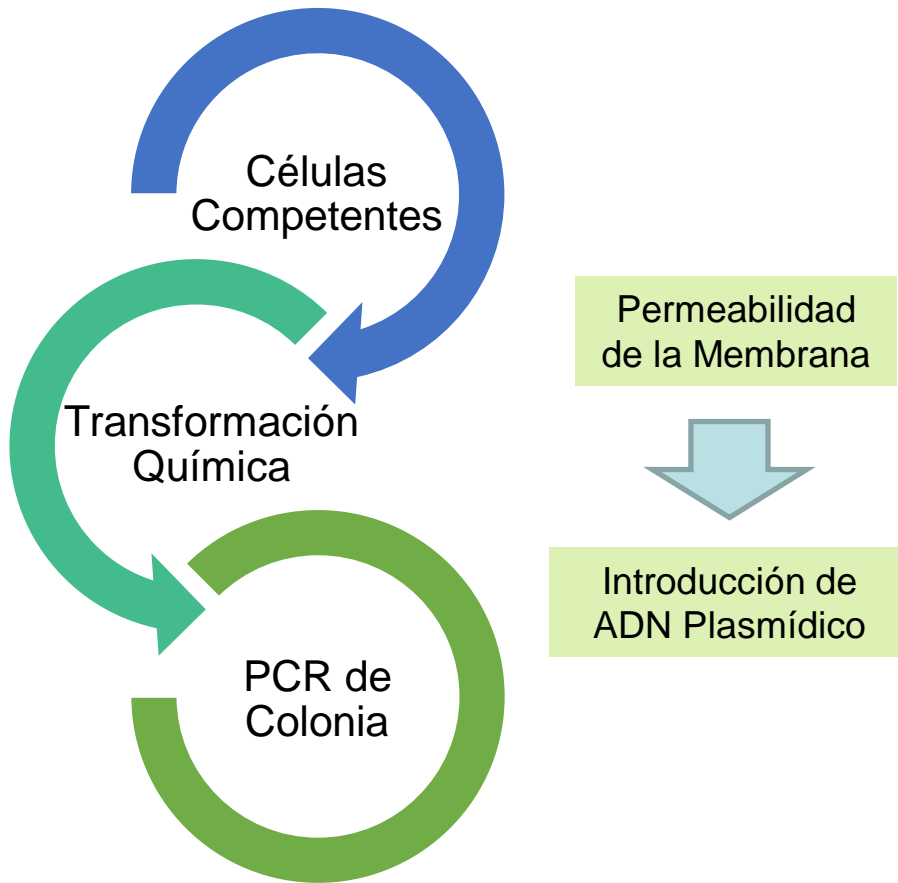 Células
Competentes
Transformación
Química
PCR de
Colonia
Permeabilidad
de la Membrana
Introducción de
ADN Plasmídico